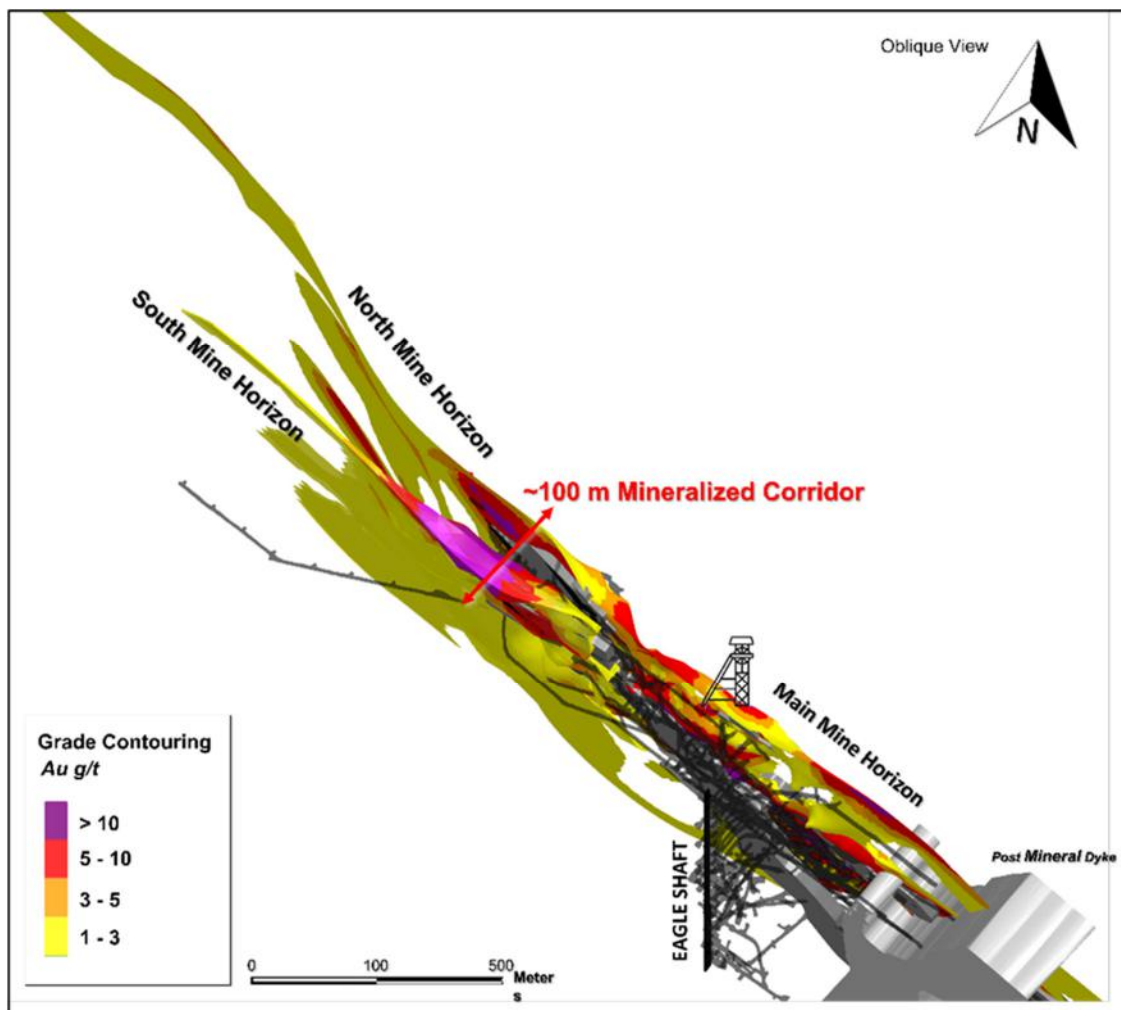 Oblique View
N
North Mine Horizon
South Mine Horizon
~100 m Mineralized Corridor
Main Mine Horizon
Grade Contouring
Au g/t
> 10
5 - 10
3 - 5
1 - 3
EAGLE SHAFT
Post Mineral Dyke
0 100 500 Meter
s